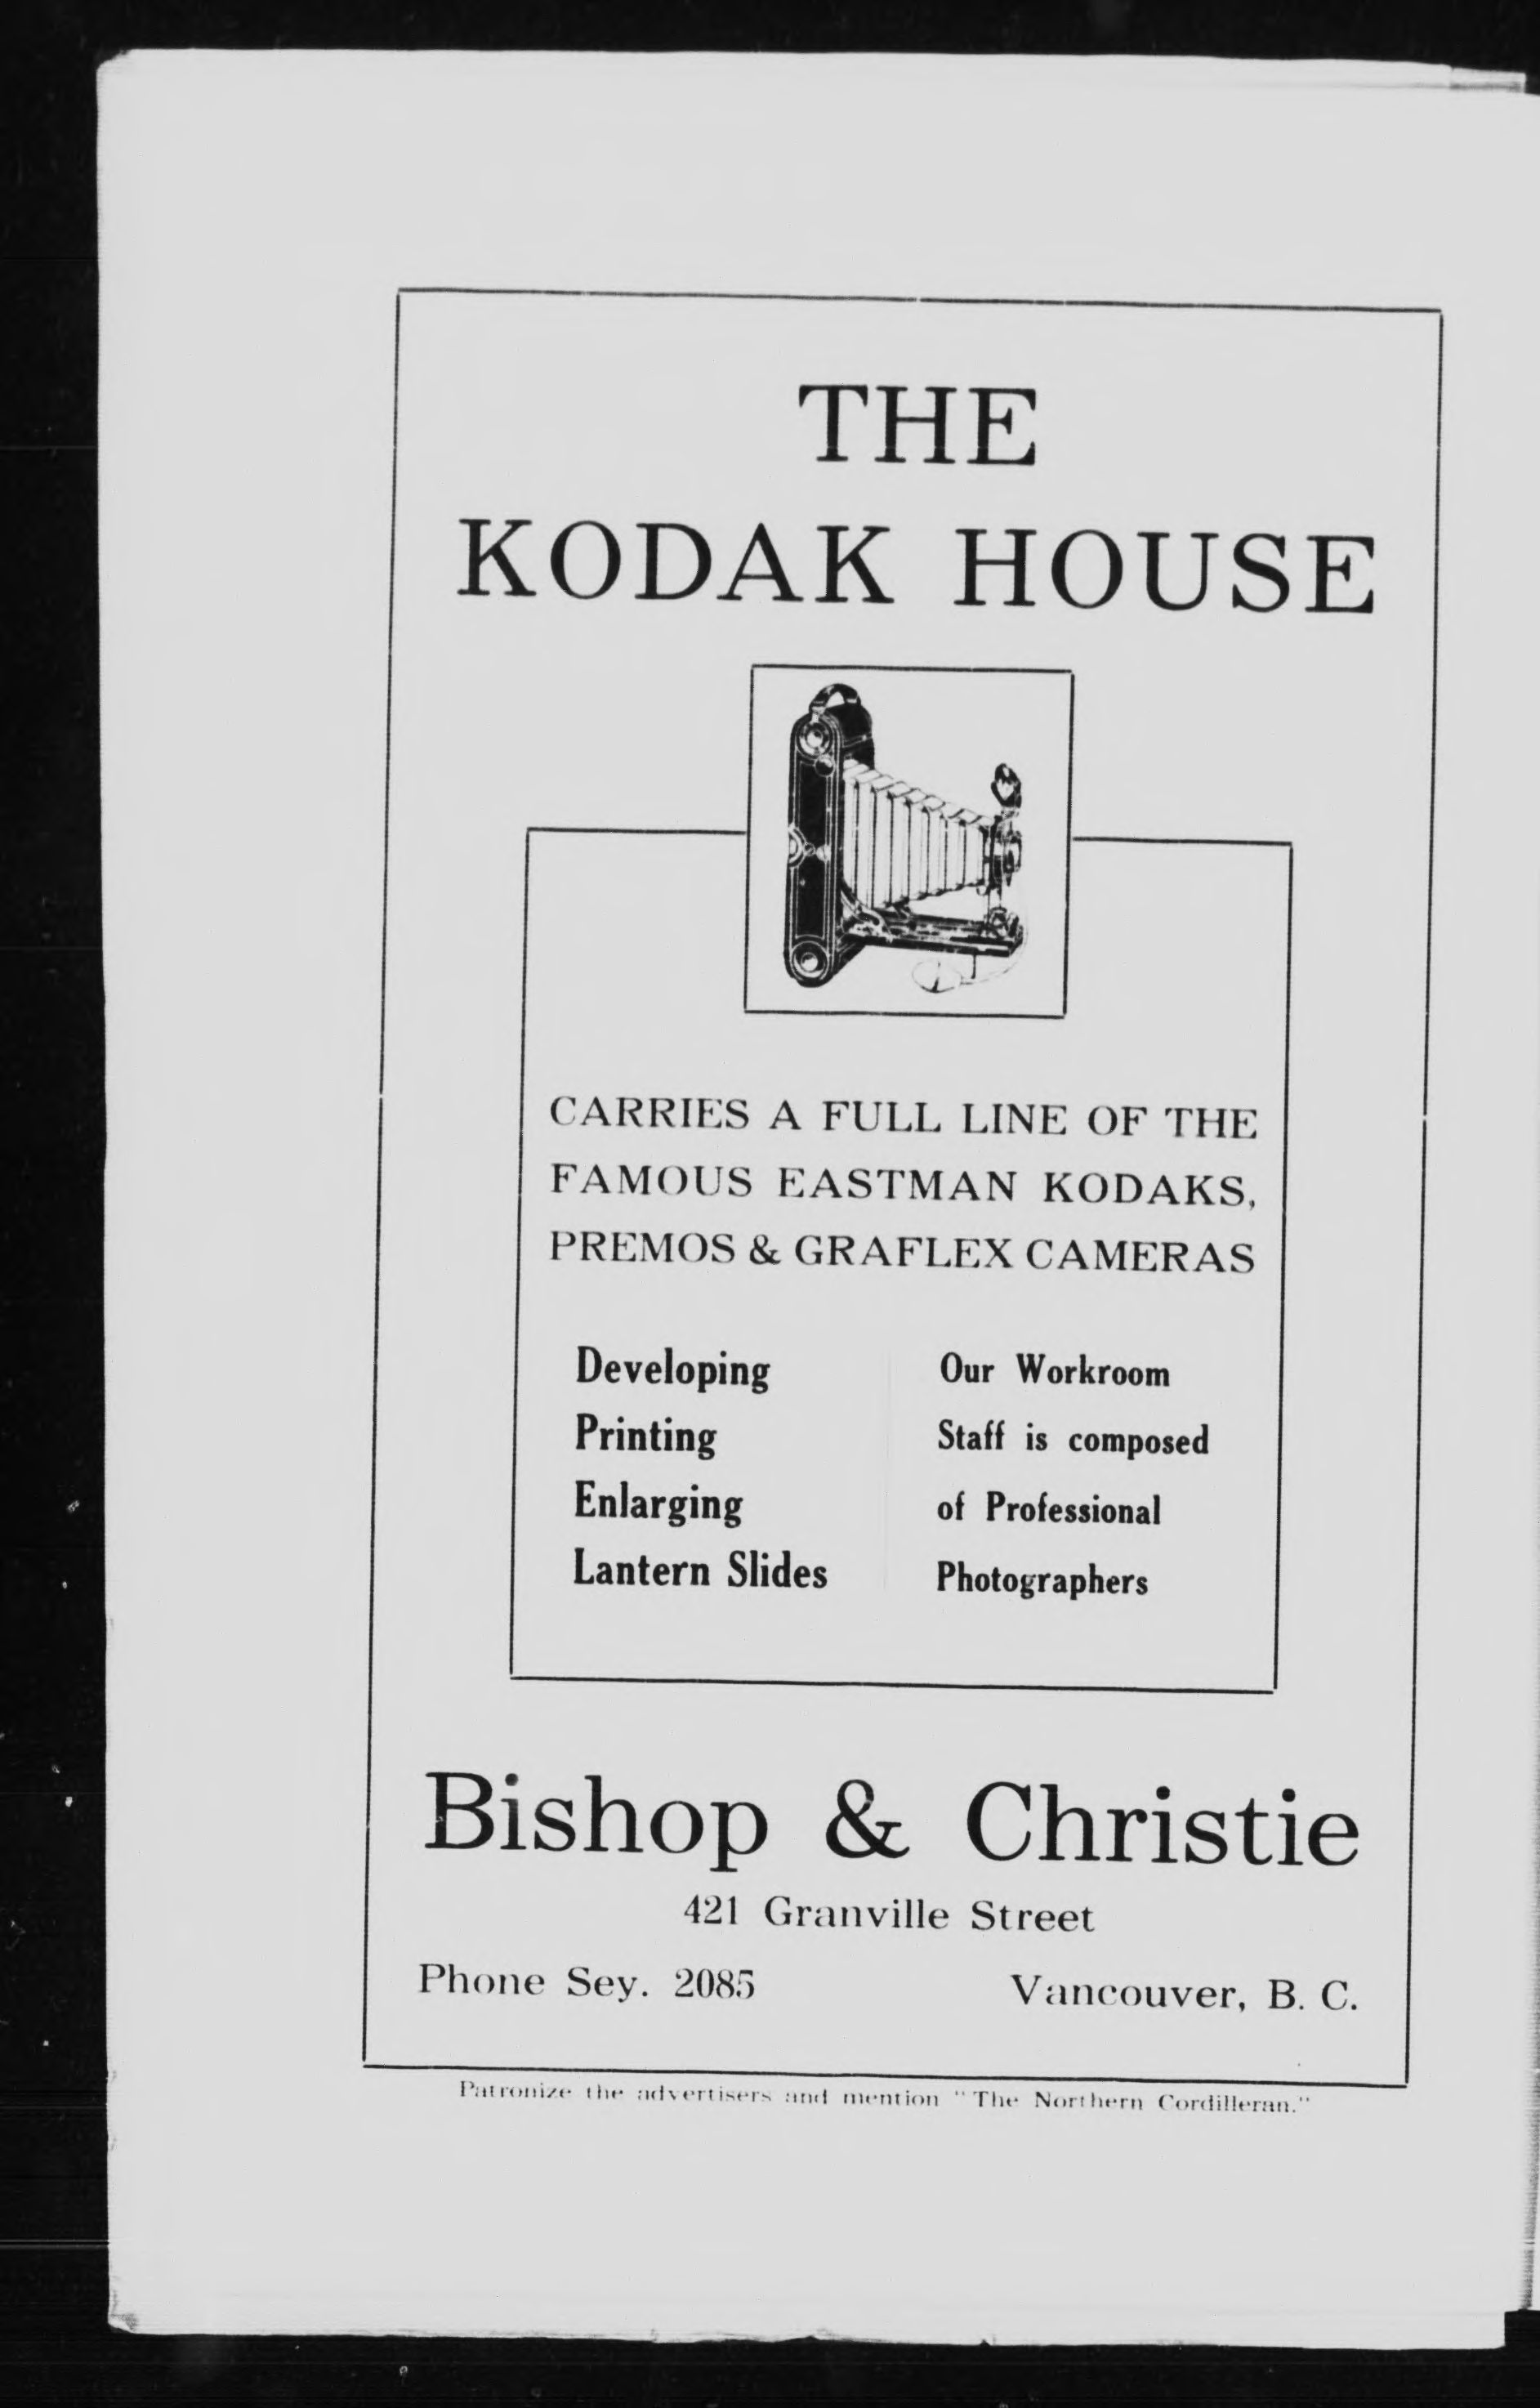 THE
KODAK HOUSE
CARRIES A FULL LINE OF THE
FAMOUS EASTMAN KODAKS,
PREMOS & GRAFLEX CAMERAS
Developing
Printing
Enlarging
Lantern Slides
Our Workroom
Staff is composed
of Professional
Photographers
Bishop & Christie
421 Granville Street
Phone Sey. 2085
Vancouver, B. C.
Patronize the advertisers and mention "The Northern Cordilleran."